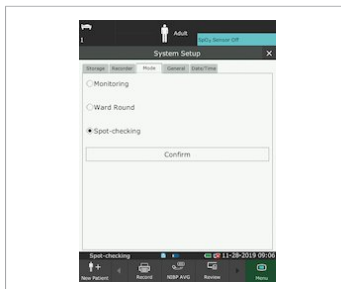 1
Adult
SpO₂ Sensor Off
System Setup
Storage Recorder Mode General Date/Time
Monitoring
Ward Round
Spot-checking
Confirm
Spot-checking 11-28-2019 09:06
New Patient Record NIBP AVG Review Menu